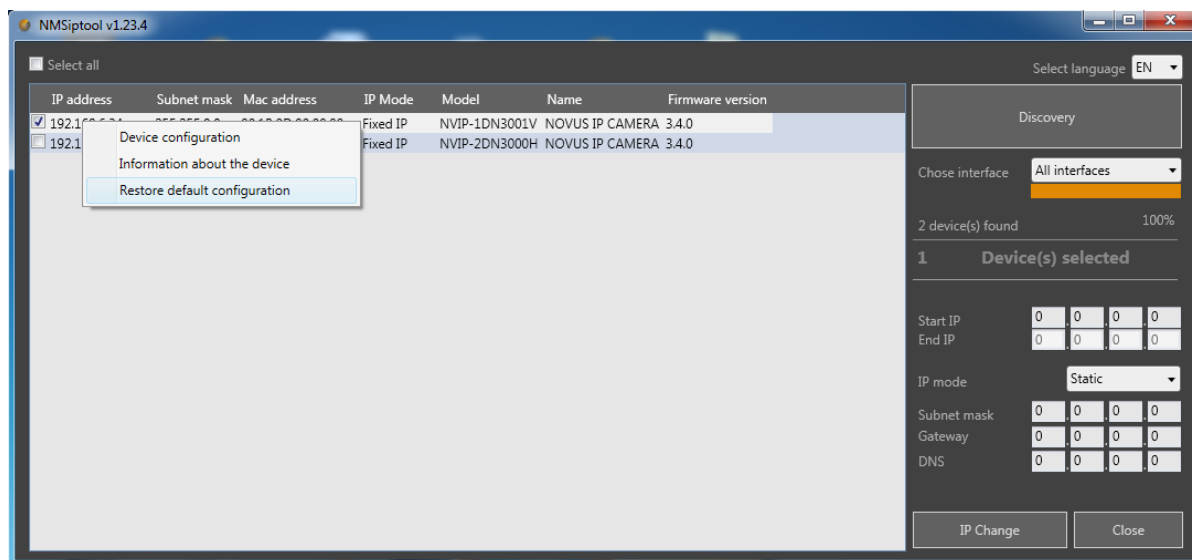 NMSiptool v1.23.4
Select all
Select language EN
IP address Subnet mask Mac address IP Mode Model Name Firmware version
Fixed IP NVIP-1DN3001V NOVUS IP CAMERA 3.4.0
192.1 Fixed IP NVIP-2DN3000H NOVUS IP CAMERA 3.4.0
Device configuration
Information about the device
Restore default configuration
Discovery
Chose interface All interfaces
2 device(s) found 100%
1 Device(s) selected
Start IP 0 . 0 . 0 . 0
End IP 0 . 0 . 0 . 0
IP mode Static
Subnet mask 0 . 0 . 0 . 0
Gateway 0 . 0 . 0 . 0
DNS 0 . 0 . 0 . 0
IP Change Close